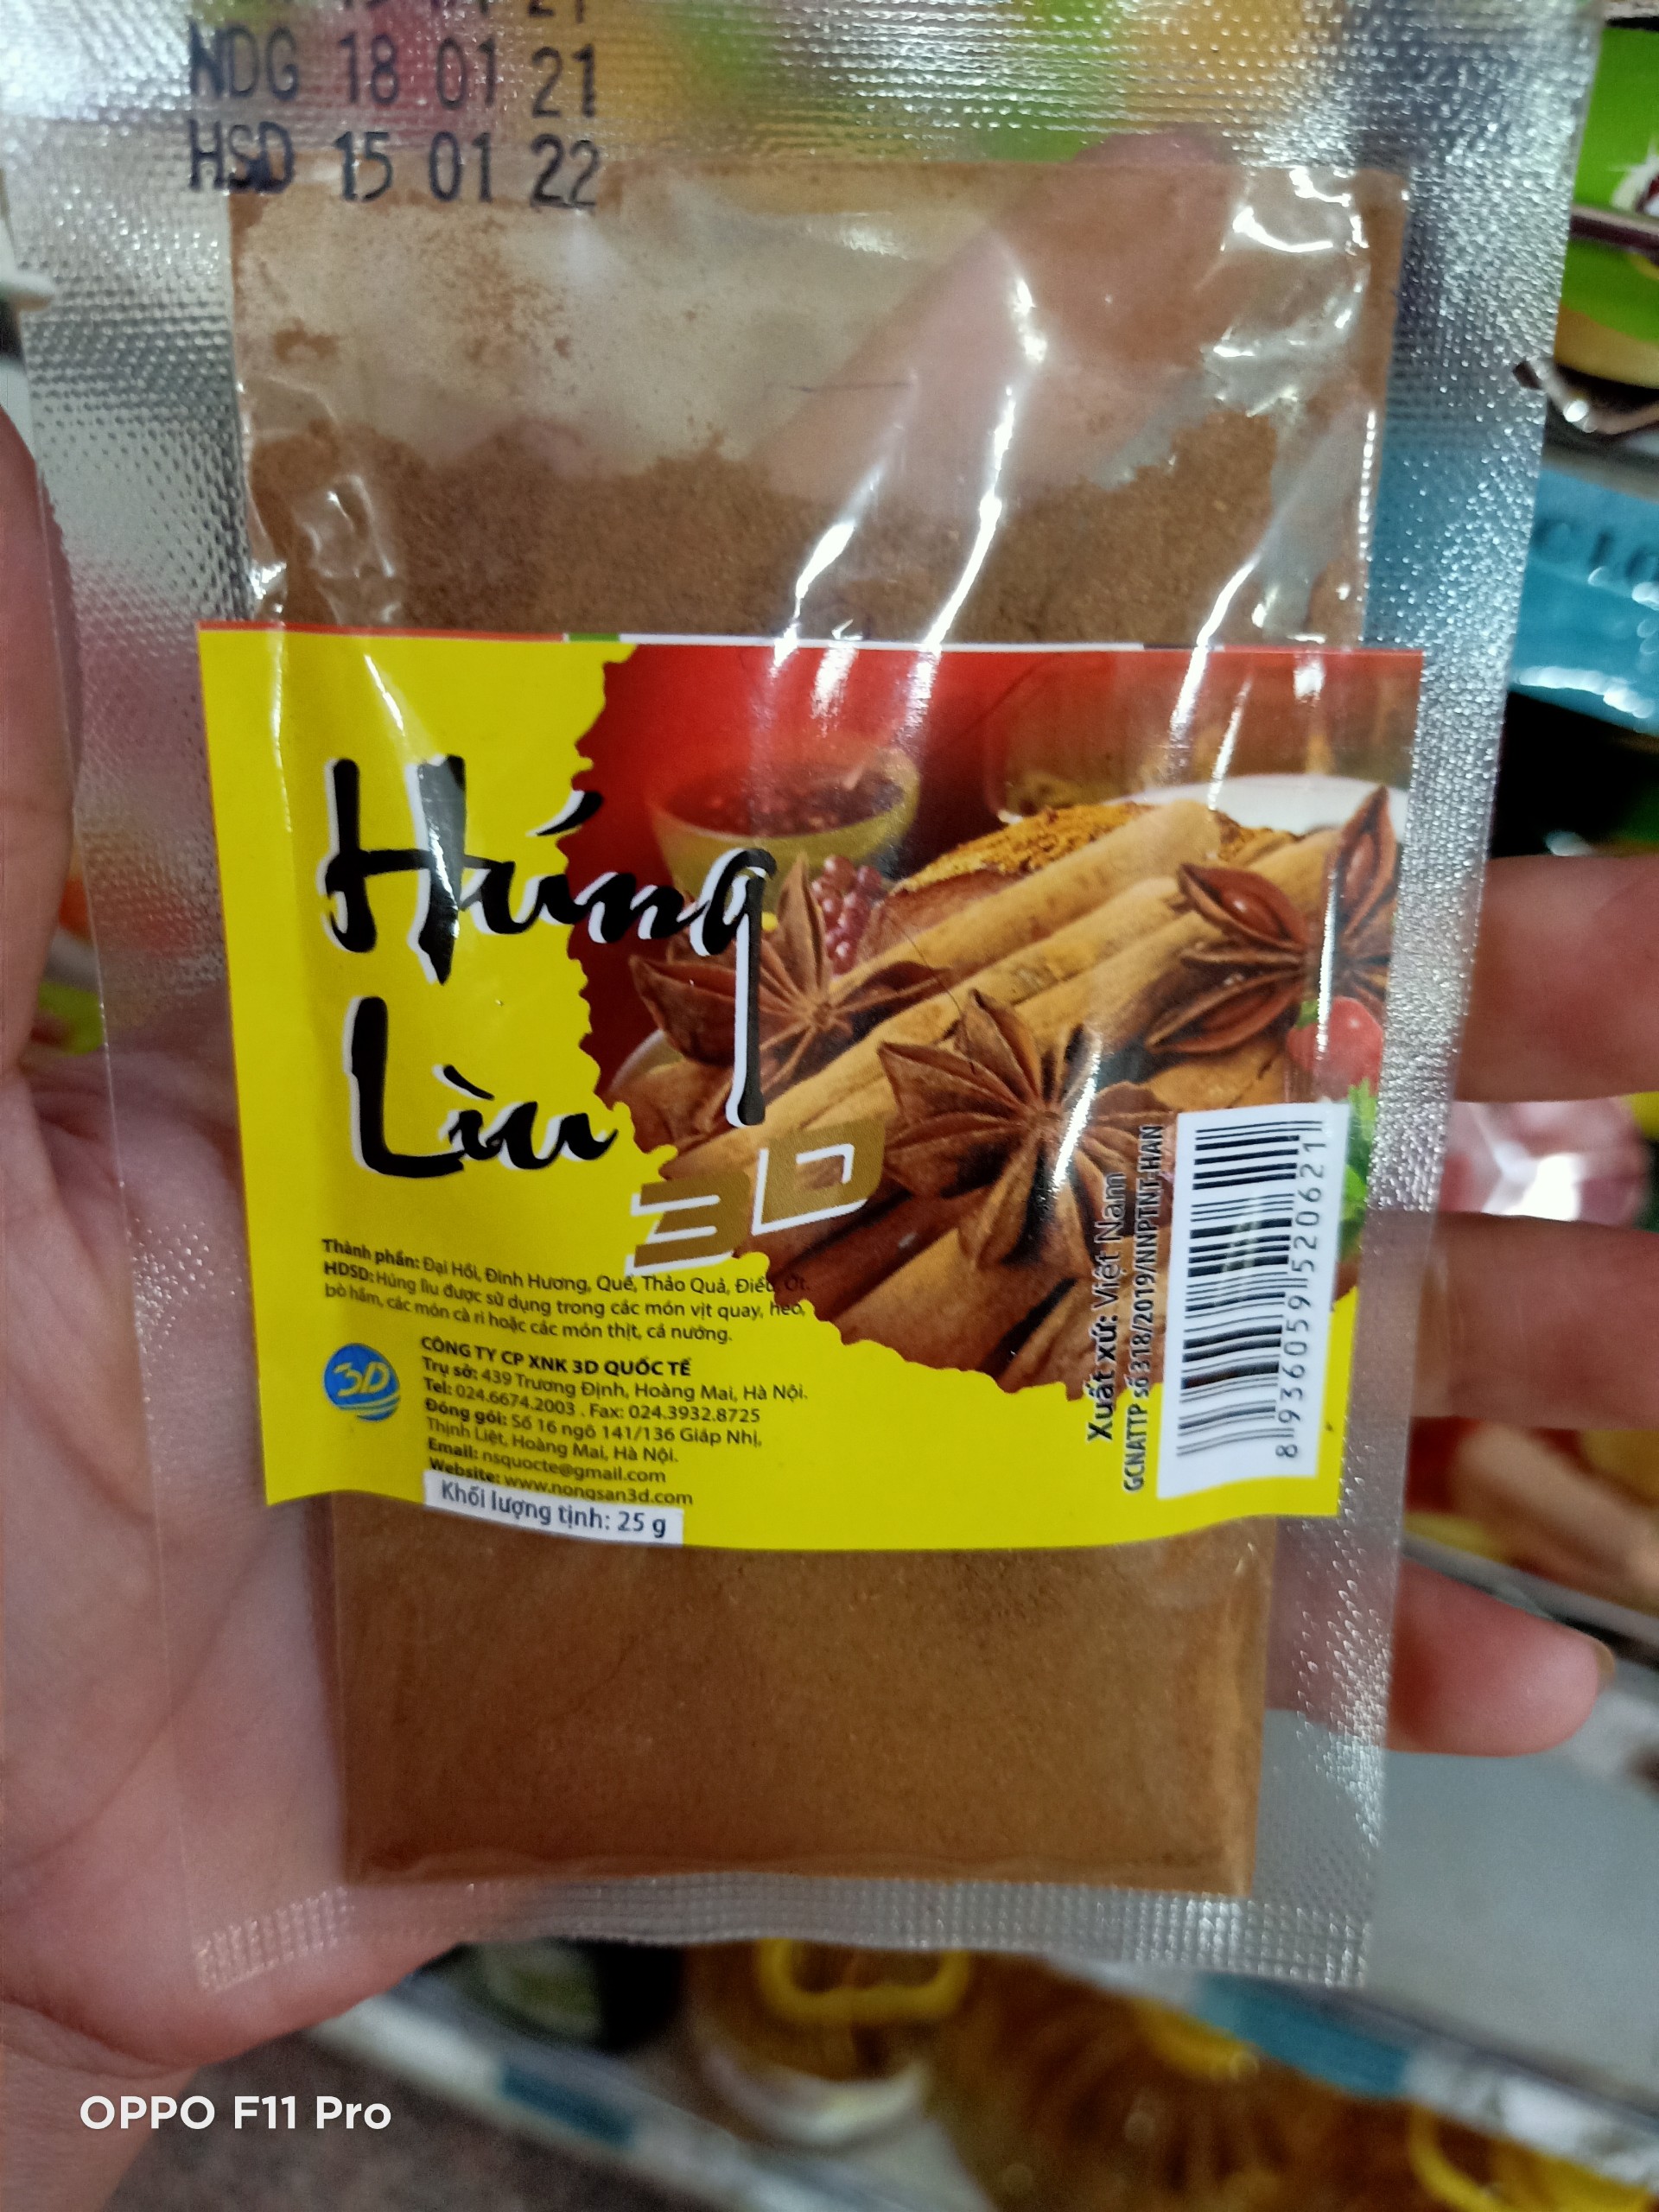 NDG 18 01 21
HSD 15 01 22
Húng
Lìu
3D
Thành phần: Đại Hồi, Đinh Hương, Quế, Thảo Quả, Điều, Ớt.
HDSD: Húng lìu được sử dụng trong các món vịt quay, heo,
bò hầm, các món cà ri hoặc các món thịt, cá nướng.
3D
CÔNG TY CP XNK 3D QUỐC TẾ
Trụ sở: 439 Trương Định, Hoàng Mai, Hà Nội.
Tel: 024.6674.2003 . Fax: 024.3932.8725
Đóng gói: Số 16 ngõ 141/136 Giáp Nhị,
Thịnh Liệt, Hoàng Mai, Hà Nội.
Email: nsquocte@gmail.com
Website: www.nongsan3d.com
Khối lượng tịnh: 25 g
Xuất xứ: Việt Nam
GCNATTP số 318/2019/NNPTNT-HAN
8936059520621
OPPO F11 Pro